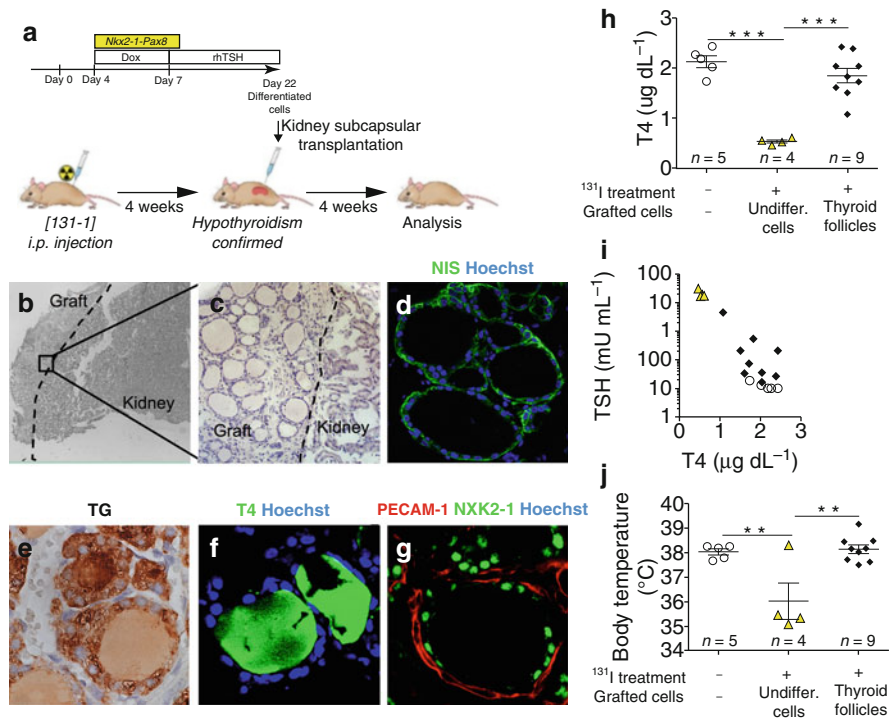 a
Nkx2-1-Pax8
Dox rhTSH
Day 0 Day 4 Day 7 Day 22
Differentiated
cells
Kidney subcapsular
transplantation
4 weeks 4 weeks
[131-1]
i.p. injection
Hypothyroidism
confirmed
Analysis
b
Graft
Kidney
c
Graft
Kidney
NIS Hoechst
d
TG
e
T4 Hoechst
f
PECAM-1 NXK2-1 Hoechst
g
h
* * * * * *
T4 (ug dL⁻¹)
3
2
1
0
n = 5 n = 4 n = 9
¹³¹I treatment – + +
Grafted cells – Undiffer. cells Thyroid follicles
i
TSH (mU mL⁻¹)
100
10
1
100
10
1
0 1 2 3
T4 (μg dL⁻¹)
j
* * * *
Body temperature
(°C)
40
39
38
37
36
35
34
n = 5 n = 4 n = 9
¹³¹I treatment – + +
Grafted cells – Undiffer. cells Thyroid follicles